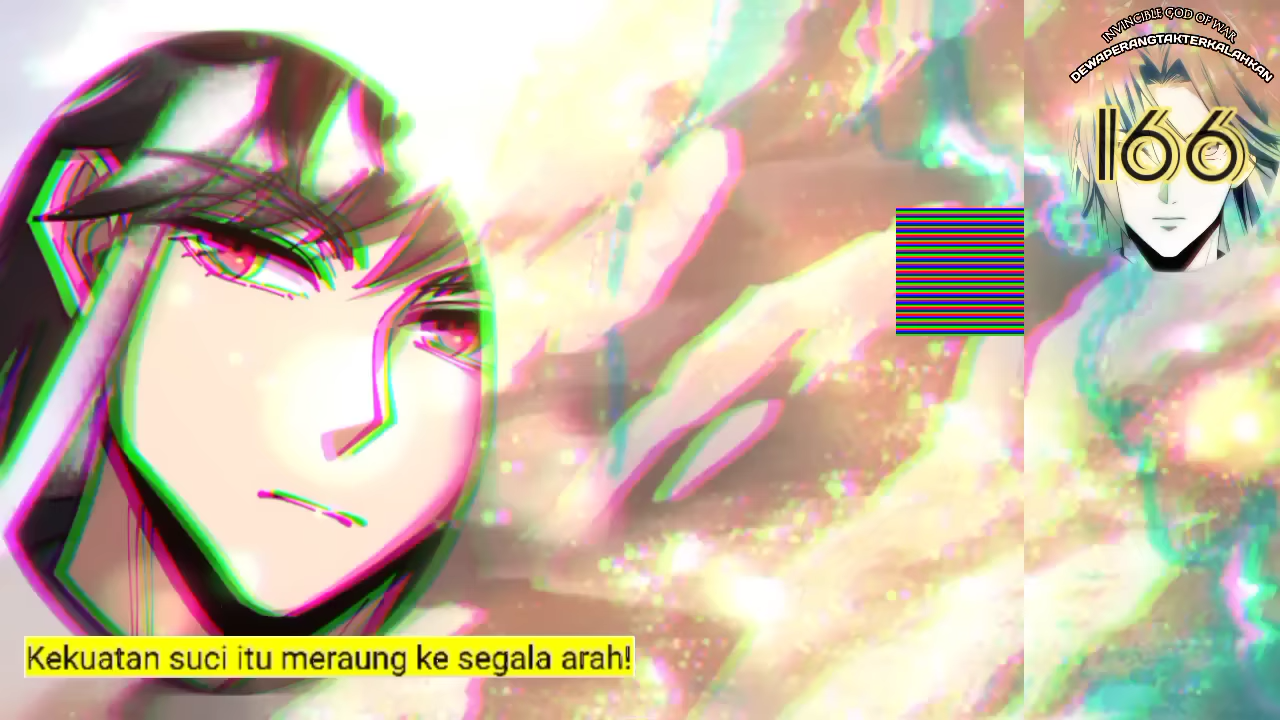 INVINCIBLE GOD OF WAR
DEWAPERANGTAKTERKALAHKAN
166
Kekuatan suci itu meraung ke segala arah!